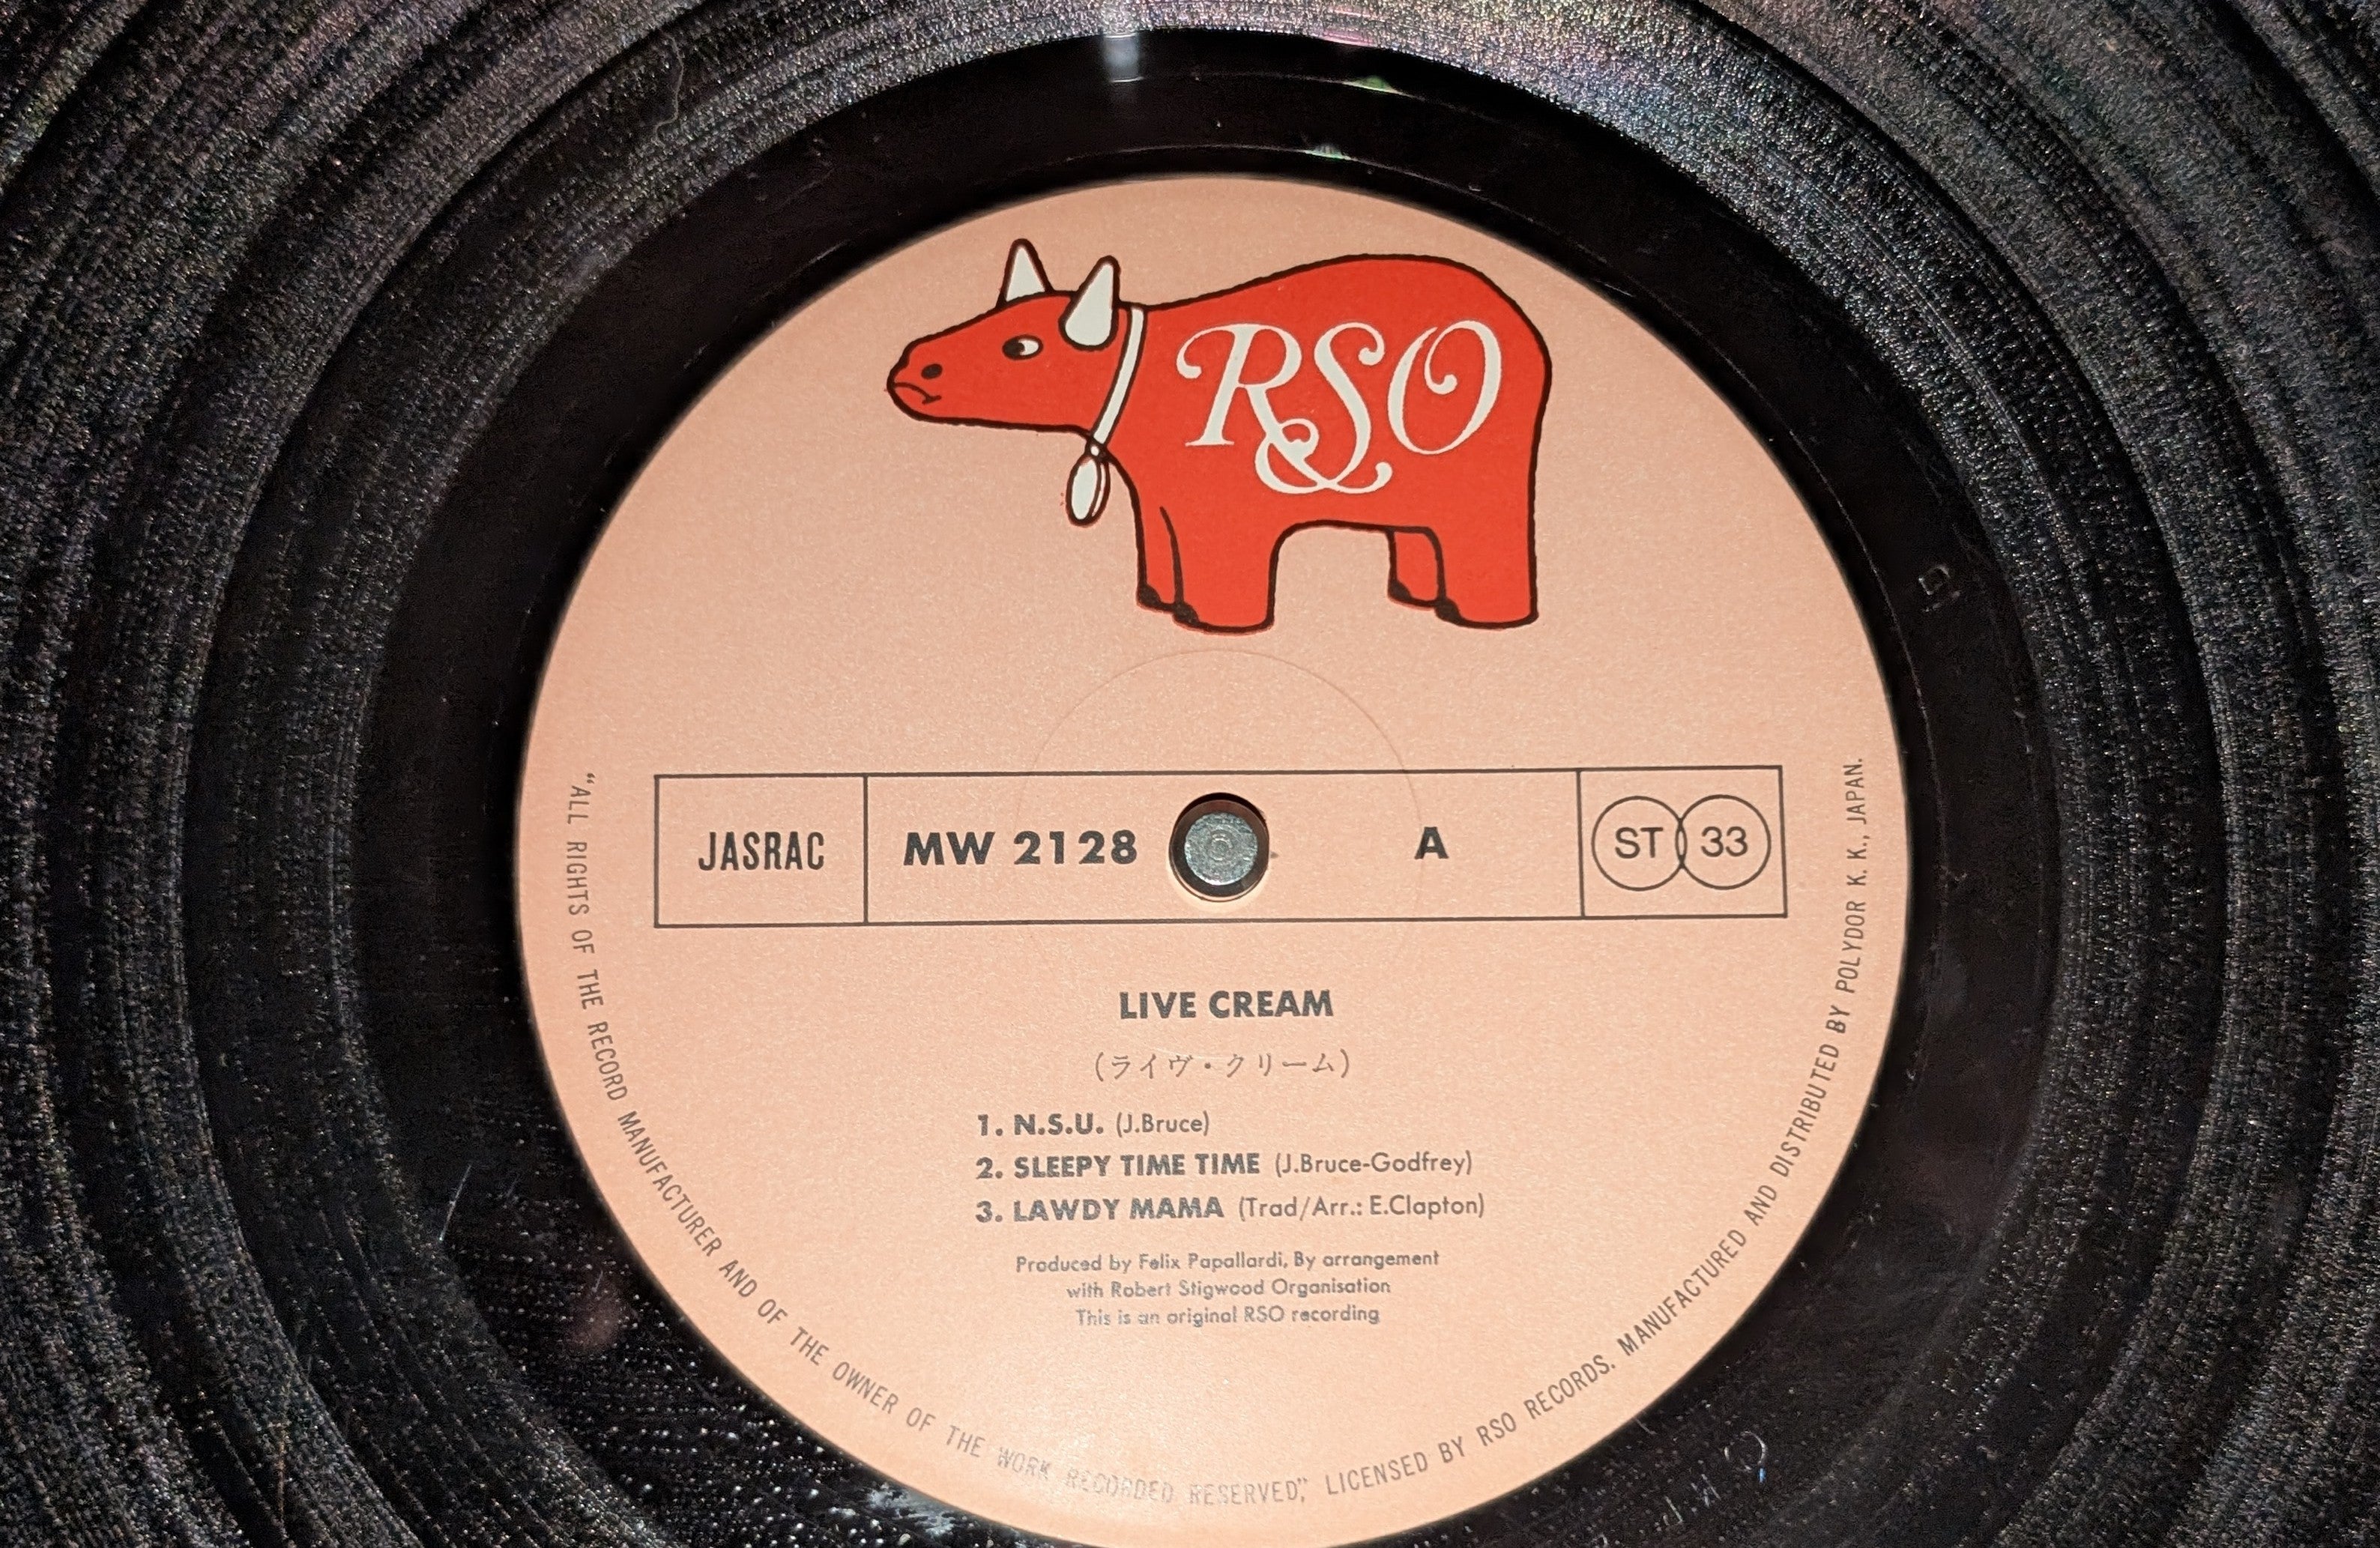 RSO
JASRAC MW 2128 A ST 33
LIVE CREAM
(ライヴ・クリーム)
1. N.S.U. (J.Bruce)
2. SLEEPY TIME TIME (J.Bruce-Godfrey)
3. LAWDY MAMA (Trad/Arr.: E.Clapton)
Produced by Felix Papallardi, By arrangement
with Robert Stigwood Organisation
This is an original RSO recording
"ALL RIGHTS OF THE RECORD MANUFACTURER AND OF THE OWNER OF THE WORK RECORDED RESERVED", LICENSED BY RSO RECORDS. MANUFACTURED AND DISTRIBUTED BY POLYDOR K. K., JAPAN.